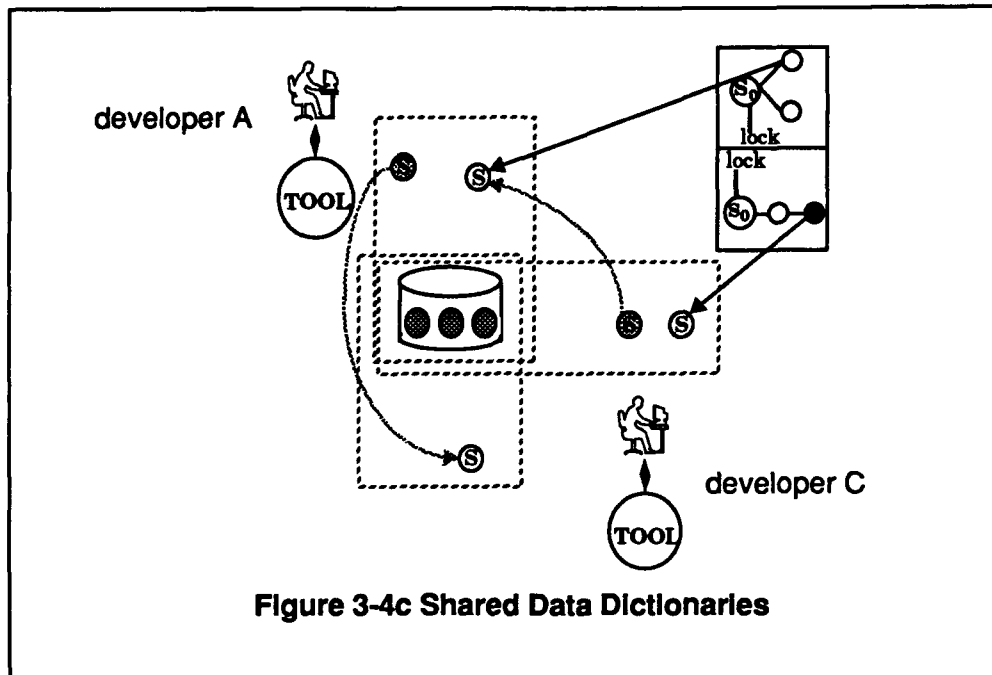 developer A
TOOL
S
S
S₀
lock
lock
S₀
S
S
S
developer C
TOOL
Figure 3-4c Shared Data Dictionaries